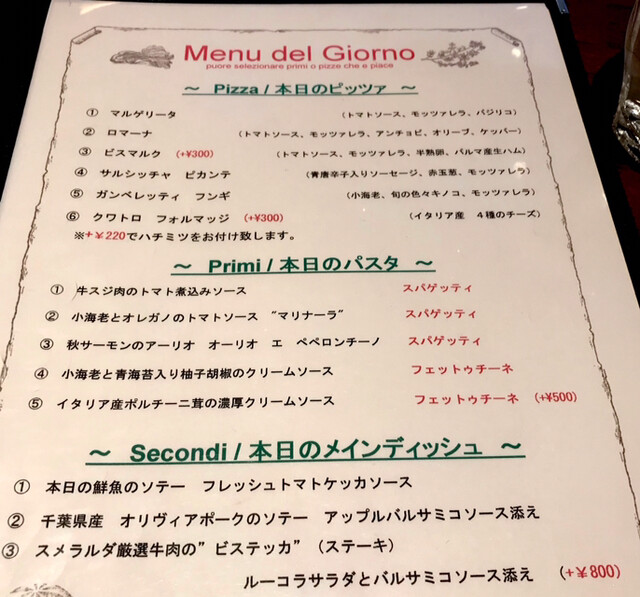 Menu del Giorno
puore selezionare primi o pizze che e piace
～ Pizza / 本日のピッツァ ～
① マルゲリータ （トマトソース、モッツァレラ、バジリコ）
② ロマーナ （トマトソース、モッツァレラ、アンチョビ、オリーブ、ケッパー）
③ ビスマルク （+¥300） （トマトソース、モッツァレラ、半熟卵、パルマ産生ハム）
④ サルシッチャ ピカンテ （青唐辛子入りソーセージ、赤玉葱、モッツァレラ）
⑤ ガンベレッティ フンギ （小海老、旬の色々キノコ、モッツァレラ）
⑥ クワトロ フォルマッジ （+¥300） （イタリア産 ４種のチーズ）
※+￥220でハチミツをお付け致します。
～ Primi / 本日のパスタ ～
① 牛スジ肉のトマト煮込みソース スパゲッティ
② 小海老とオレガノのトマトソース “マリナーラ” スパゲッティ
③ 秋サーモンのアーリオ オーリオ エ ペペロンチーノ スパゲッティ
④ 小海老と青海苔入り柚子胡椒のクリームソース フェットゥチーネ
⑤ イタリア産ポルチーニ茸の濃厚クリームソース フェットゥチーネ （+¥500）
～ Secondi / 本日のメインディッシュ ～
① 本日の鮮魚のソテー フレッシュトマトケッカソース
② 千葉県産 オリヴィアポークのソテー アップルバルサミコソース添え
③ スメラルダ厳選牛肉の”ビステッカ”（ステーキ）
ルーコラサラダとバルサミコソース添え （+￥800）